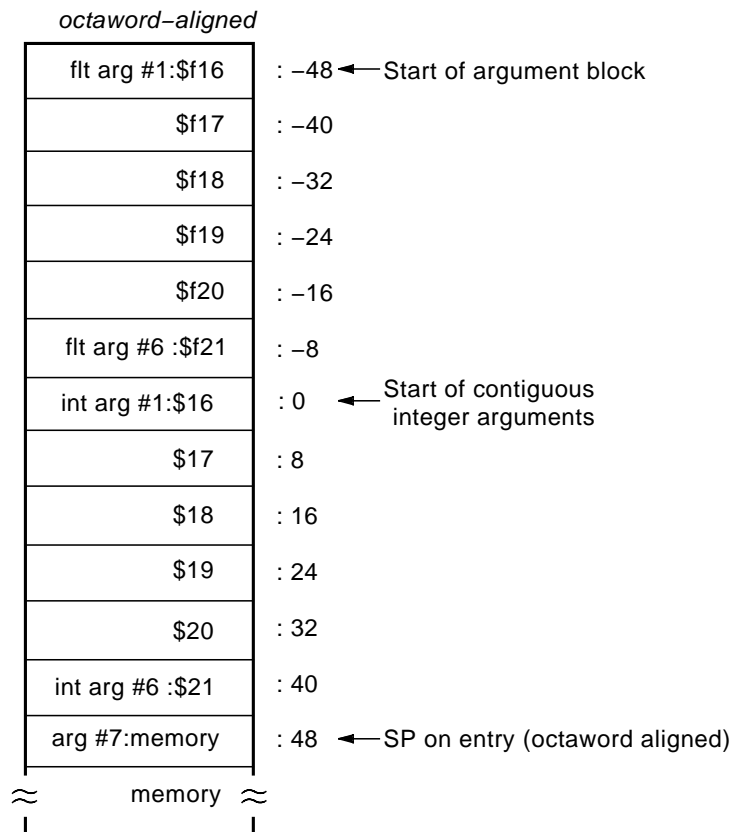 octaword–aligned
flt arg #1:$f16 : –48 Start of argument block
$f17 : –40
$f18 : –32
$f19 : –24
$f20 : –16
flt arg #6 :$f21 : –8
int arg #1:$16 : 0 Start of contiguous
integer arguments
$17 : 8
$18 : 16
$19 : 24
$20 : 32
int arg #6 :$21 : 40
arg #7:memory : 48 SP on entry (octaword aligned)
memory